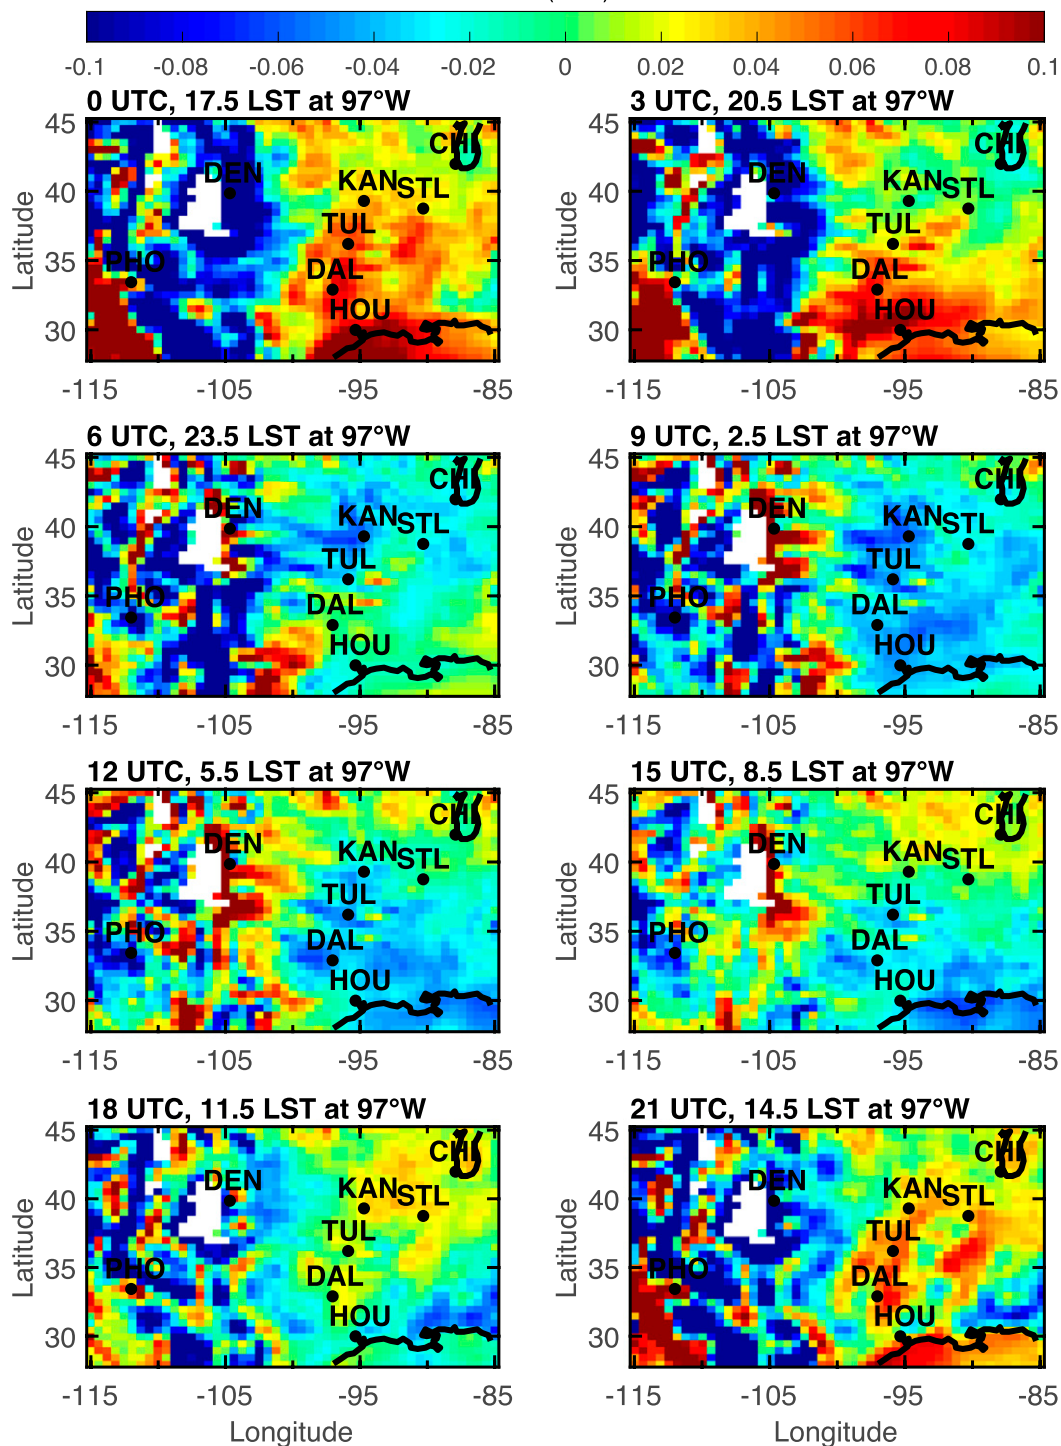 -0.1 -0.08 -0.06 -0.04 -0.02 0 0.02 0.04 0.06 0.08 0.1
0 UTC, 17.5 LST at 97°W
45
40
35
30
Latitude
CHI
DEN
KAN STL
TUL
PHO
DAL
HOU
-115 -105 -95 -85
3 UTC, 20.5 LST at 97°W
45
40
35
30
Latitude
CHI
DEN
KAN STL
TUL
PHO
DAL
HOU
-115 -105 -95 -85
6 UTC, 23.5 LST at 97°W
45
40
35
30
Latitude
CHI
DEN
KAN STL
TUL
PHO
DAL
HOU
-115 -105 -95 -85
9 UTC, 2.5 LST at 97°W
45
40
35
30
Latitude
CHI
DEN
KAN STL
TUL
PHO
DAL
HOU
-115 -105 -95 -85
12 UTC, 5.5 LST at 97°W
45
40
35
30
Latitude
CHI
DEN
KAN STL
TUL
PHO
DAL
HOU
-115 -105 -95 -85
15 UTC, 8.5 LST at 97°W
45
40
35
30
Latitude
CHI
DEN
KAN STL
TUL
PHO
DAL
HOU
-115 -105 -95 -85
18 UTC, 11.5 LST at 97°W
45
40
35
30
Latitude
CHI
DEN
KAN STL
TUL
PHO
DAL
HOU
-115 -105 -95 -85
Longitude
21 UTC, 14.5 LST at 97°W
45
40
35
30
Latitude
CHI
DEN
KAN STL
TUL
PHO
DAL
HOU
-115 -105 -95 -85
Longitude